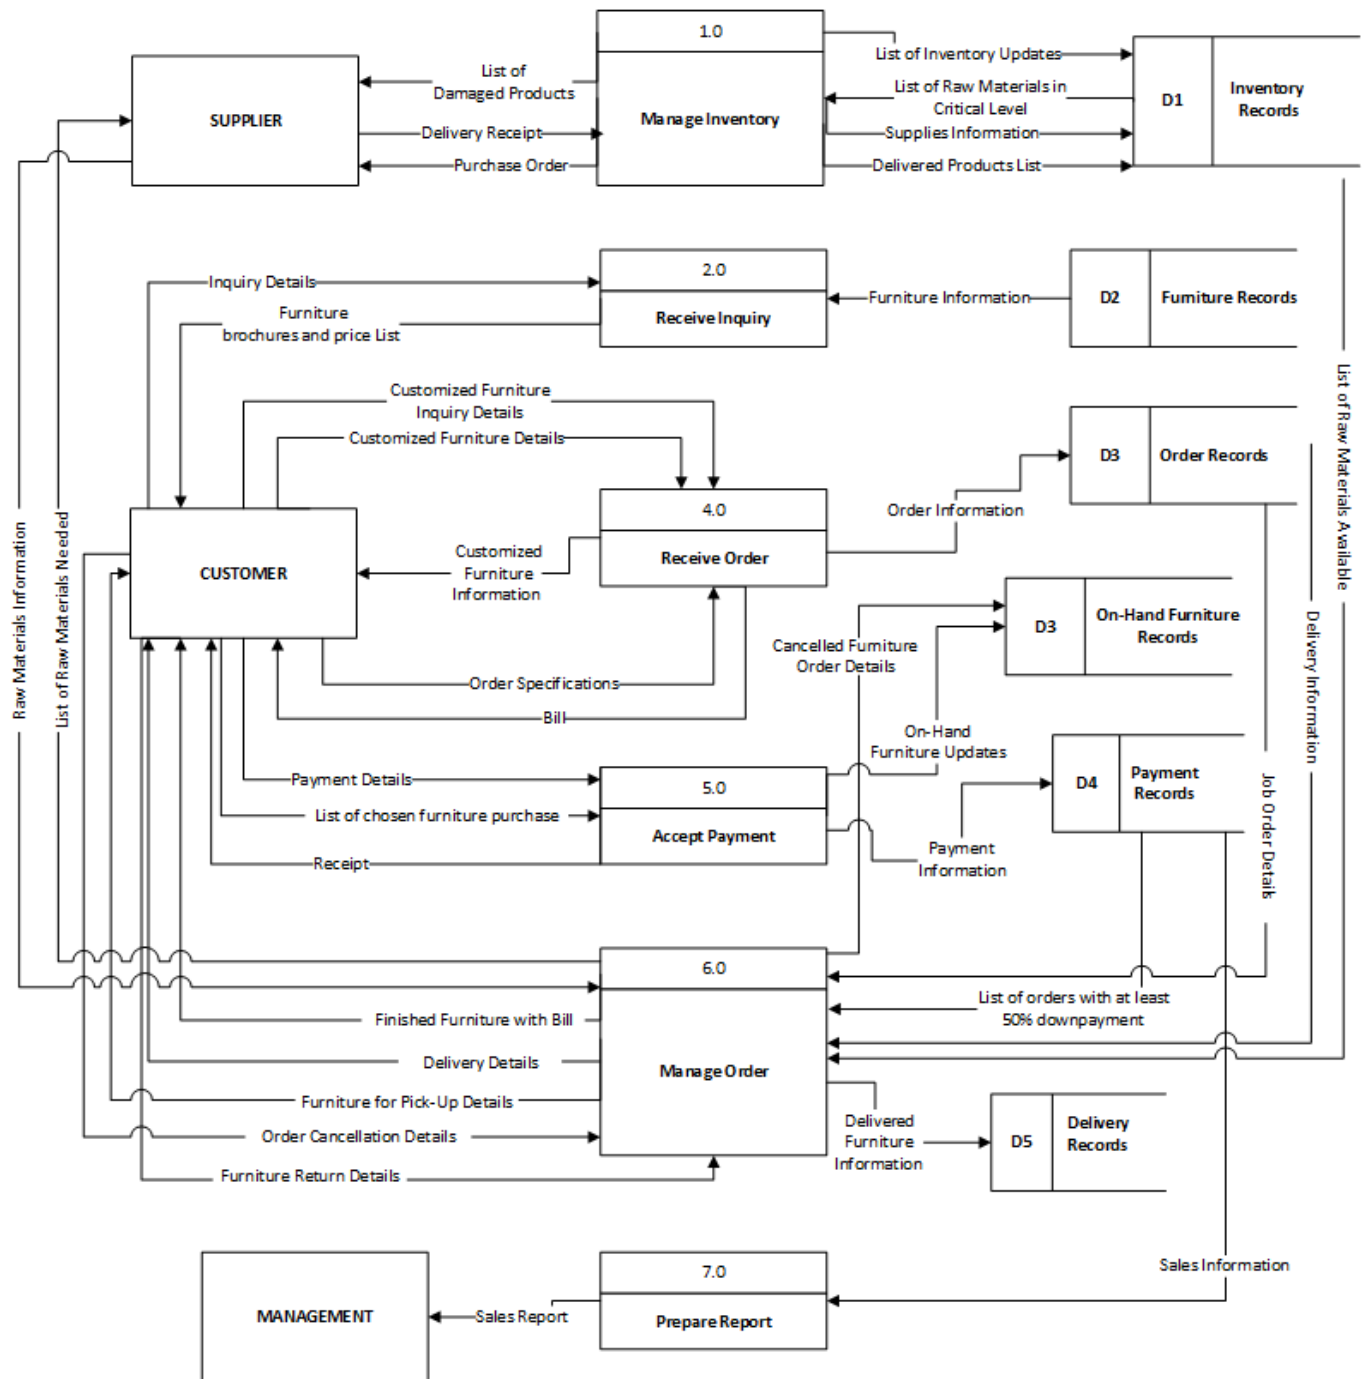 1.0
Manage Inventory
SUPPLIER
List of
Damaged Products
Delivery Receipt
Purchase Order
List of Inventory Updates
List of Raw Materials in
Critical Level
Supplies Information
Delivered Products List
D1
Inventory
Records
2.0
Receive Inquiry
Inquiry Details
Furniture
brochures and price List
Furniture Information
D2
Furniture Records
Customized Furniture
Inquiry Details
Customized Furniture Details
4.0
Receive Order
CUSTOMER
Customized
Furniture
Information
Order Information
D3
Order Records
Order Specifications
Bill
Cancelled Furniture
Order Details
D3
On-Hand Furniture
Records
On-Hand
Furniture Updates
Payment Details
List of chosen furniture purchase
Receipt
5.0
Accept Payment
Payment
Information
D4
Payment
Records
Raw Materials Information
List of Raw Materials Needed
List of Raw Materials Available
Delivery Information
Job Order Details
6.0
Manage Order
Finished Furniture with Bill
Delivery Details
Furniture for Pick-Up Details
Order Cancellation Details
Furniture Return Details
List of orders with at least
50% downpayment
Delivered
Furniture
Information
D5
Delivery
Records
Sales Information
7.0
Prepare Report
Sales Report
MANAGEMENT